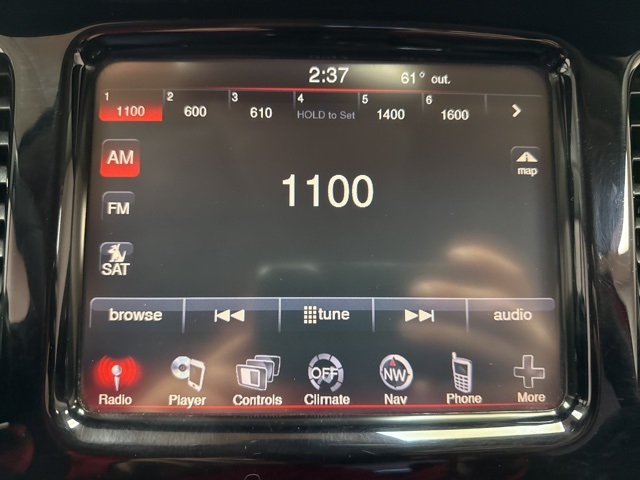 2:37 61° out.
1 2 3 4 5 6
1100 600 610 HOLD to Set 1400 1600 >
AM
map
1100
FM
SAT
browse tune audio
OFF NW
Radio Player Controls Climate Nav Phone More